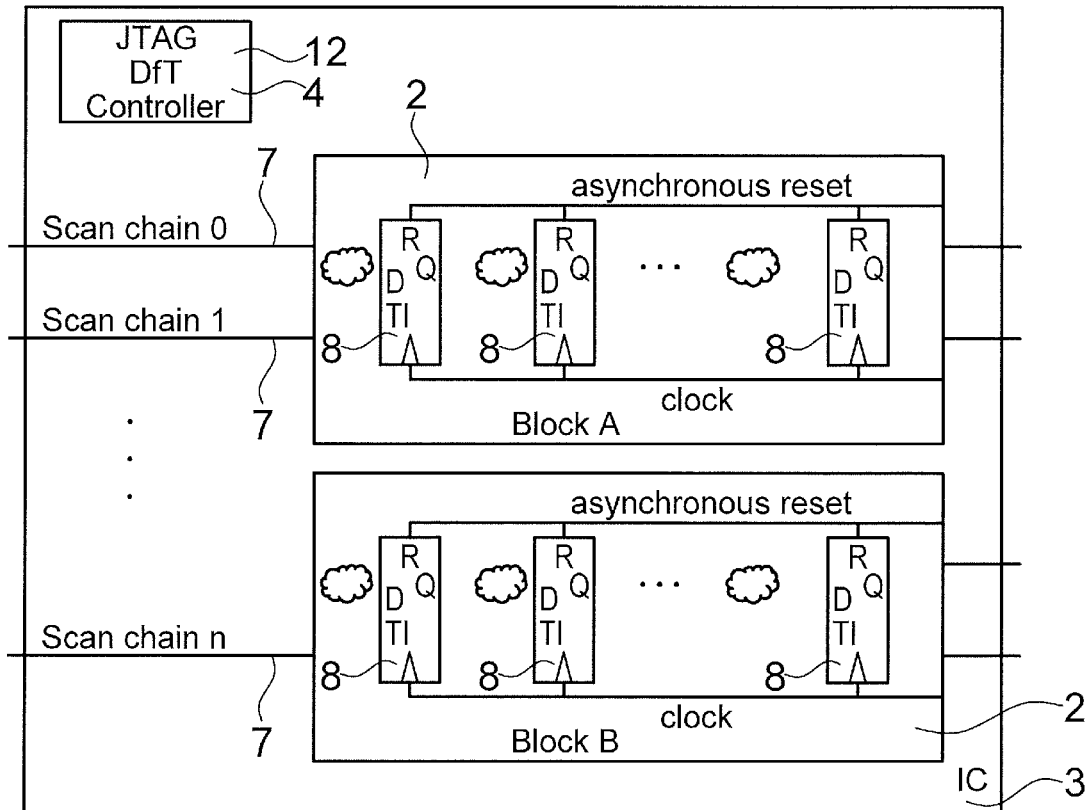 JTAG
DfT
Controller
12
4
2
7
asynchronous reset
Scan chain 0
R
Q
D
TI
8
R
Q
D
TI
8
. . .
R
Q
D
TI
8
Scan chain 1
clock
7
Block A
asynchronous reset
R
Q
D
TI
8
R
Q
D
TI
8
. . .
R
Q
D
TI
8
Scan chain n
clock
7
Block B
2
IC
3